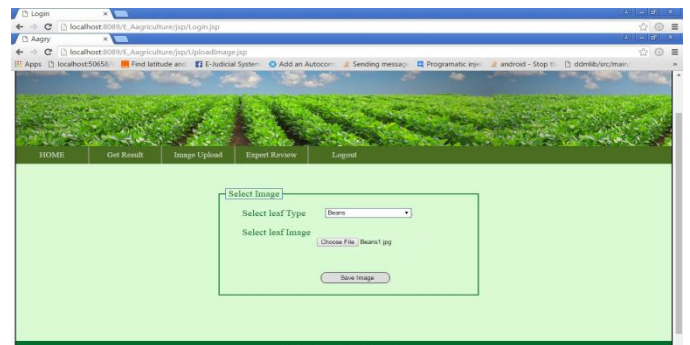 Login
localhost:8089/E_Aagriculture/jsp/Login.jsp
Aagry
localhost:8089/E_Aagriculture/jsp/UploadImage.jsp
Apps localhost:50658/ Find latitude and E-Judicial System Add an Autocom Sending message Programatic injec android - Stop th ddmlib/src/main
HOME Get Result Image Upload Expert Review Logout
Select Image
Select leaf Type Beans
Select leaf Image
Choose File Beans1.jpg
Save Image